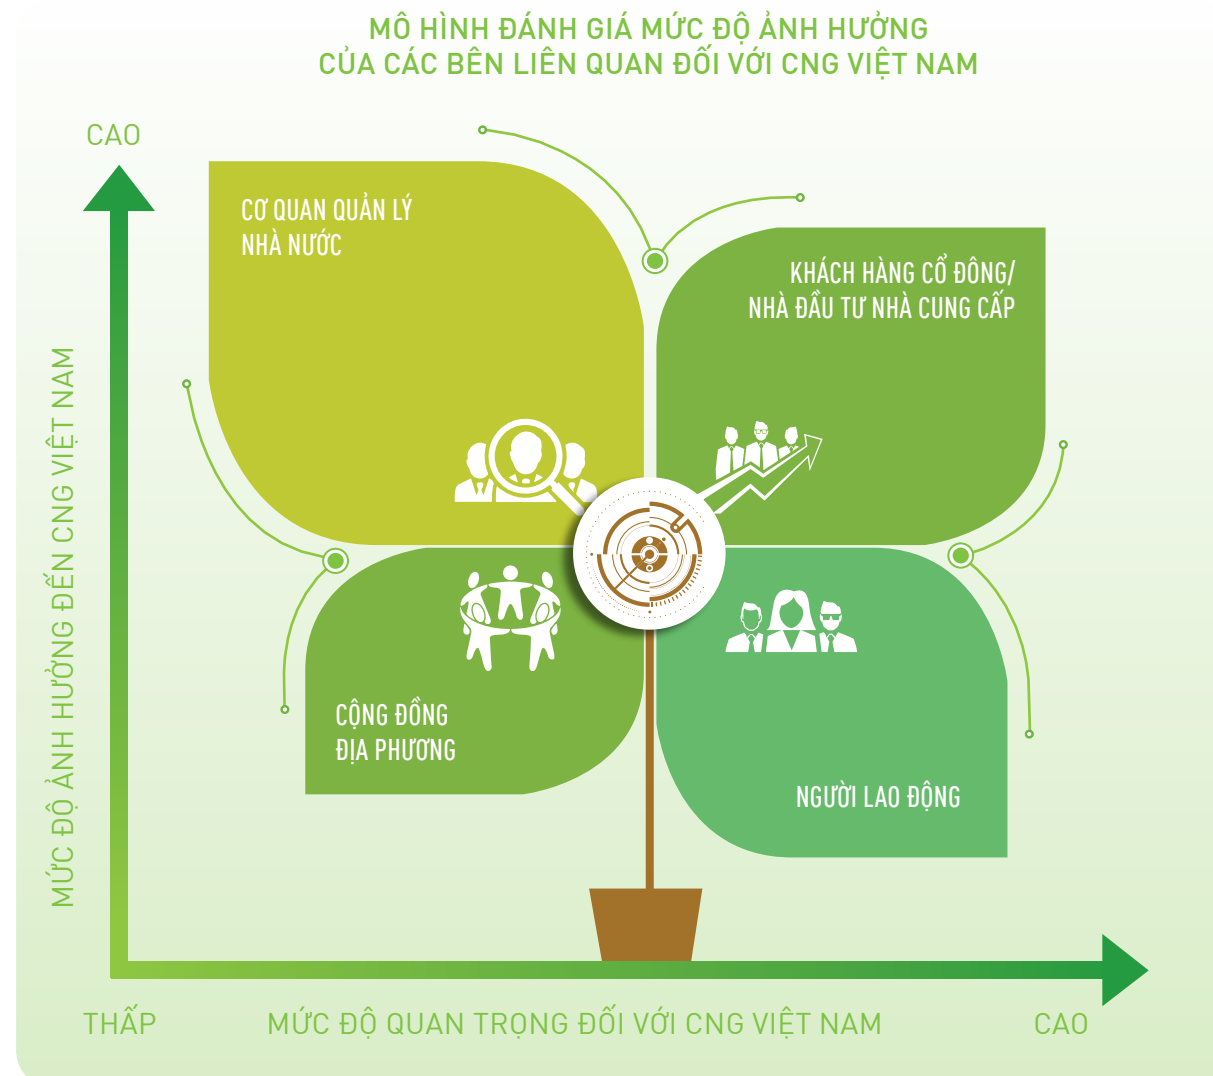 MÔ HÌNH ĐÁNH GIÁ MỨC ĐỘ ẢNH HƯỞNG
CỦA CÁC BÊN LIÊN QUAN ĐỐI VỚI CNG VIỆT NAM
CAO
CƠ QUAN QUẢN LÝ
NHÀ NƯỚC
KHÁCH HÀNG CỔ ĐÔNG/
NHÀ ĐẦU TƯ NHÀ CUNG CẤP
MỨC ĐỘ ẢNH HƯỞNG ĐẾN CNG VIỆT NAM
CỘNG ĐỒNG
ĐỊA PHƯƠNG
NGƯỜI LAO ĐỘNG
THẤP
MỨC ĐỘ QUAN TRỌNG ĐỐI VỚI CNG VIỆT NAM
CAO